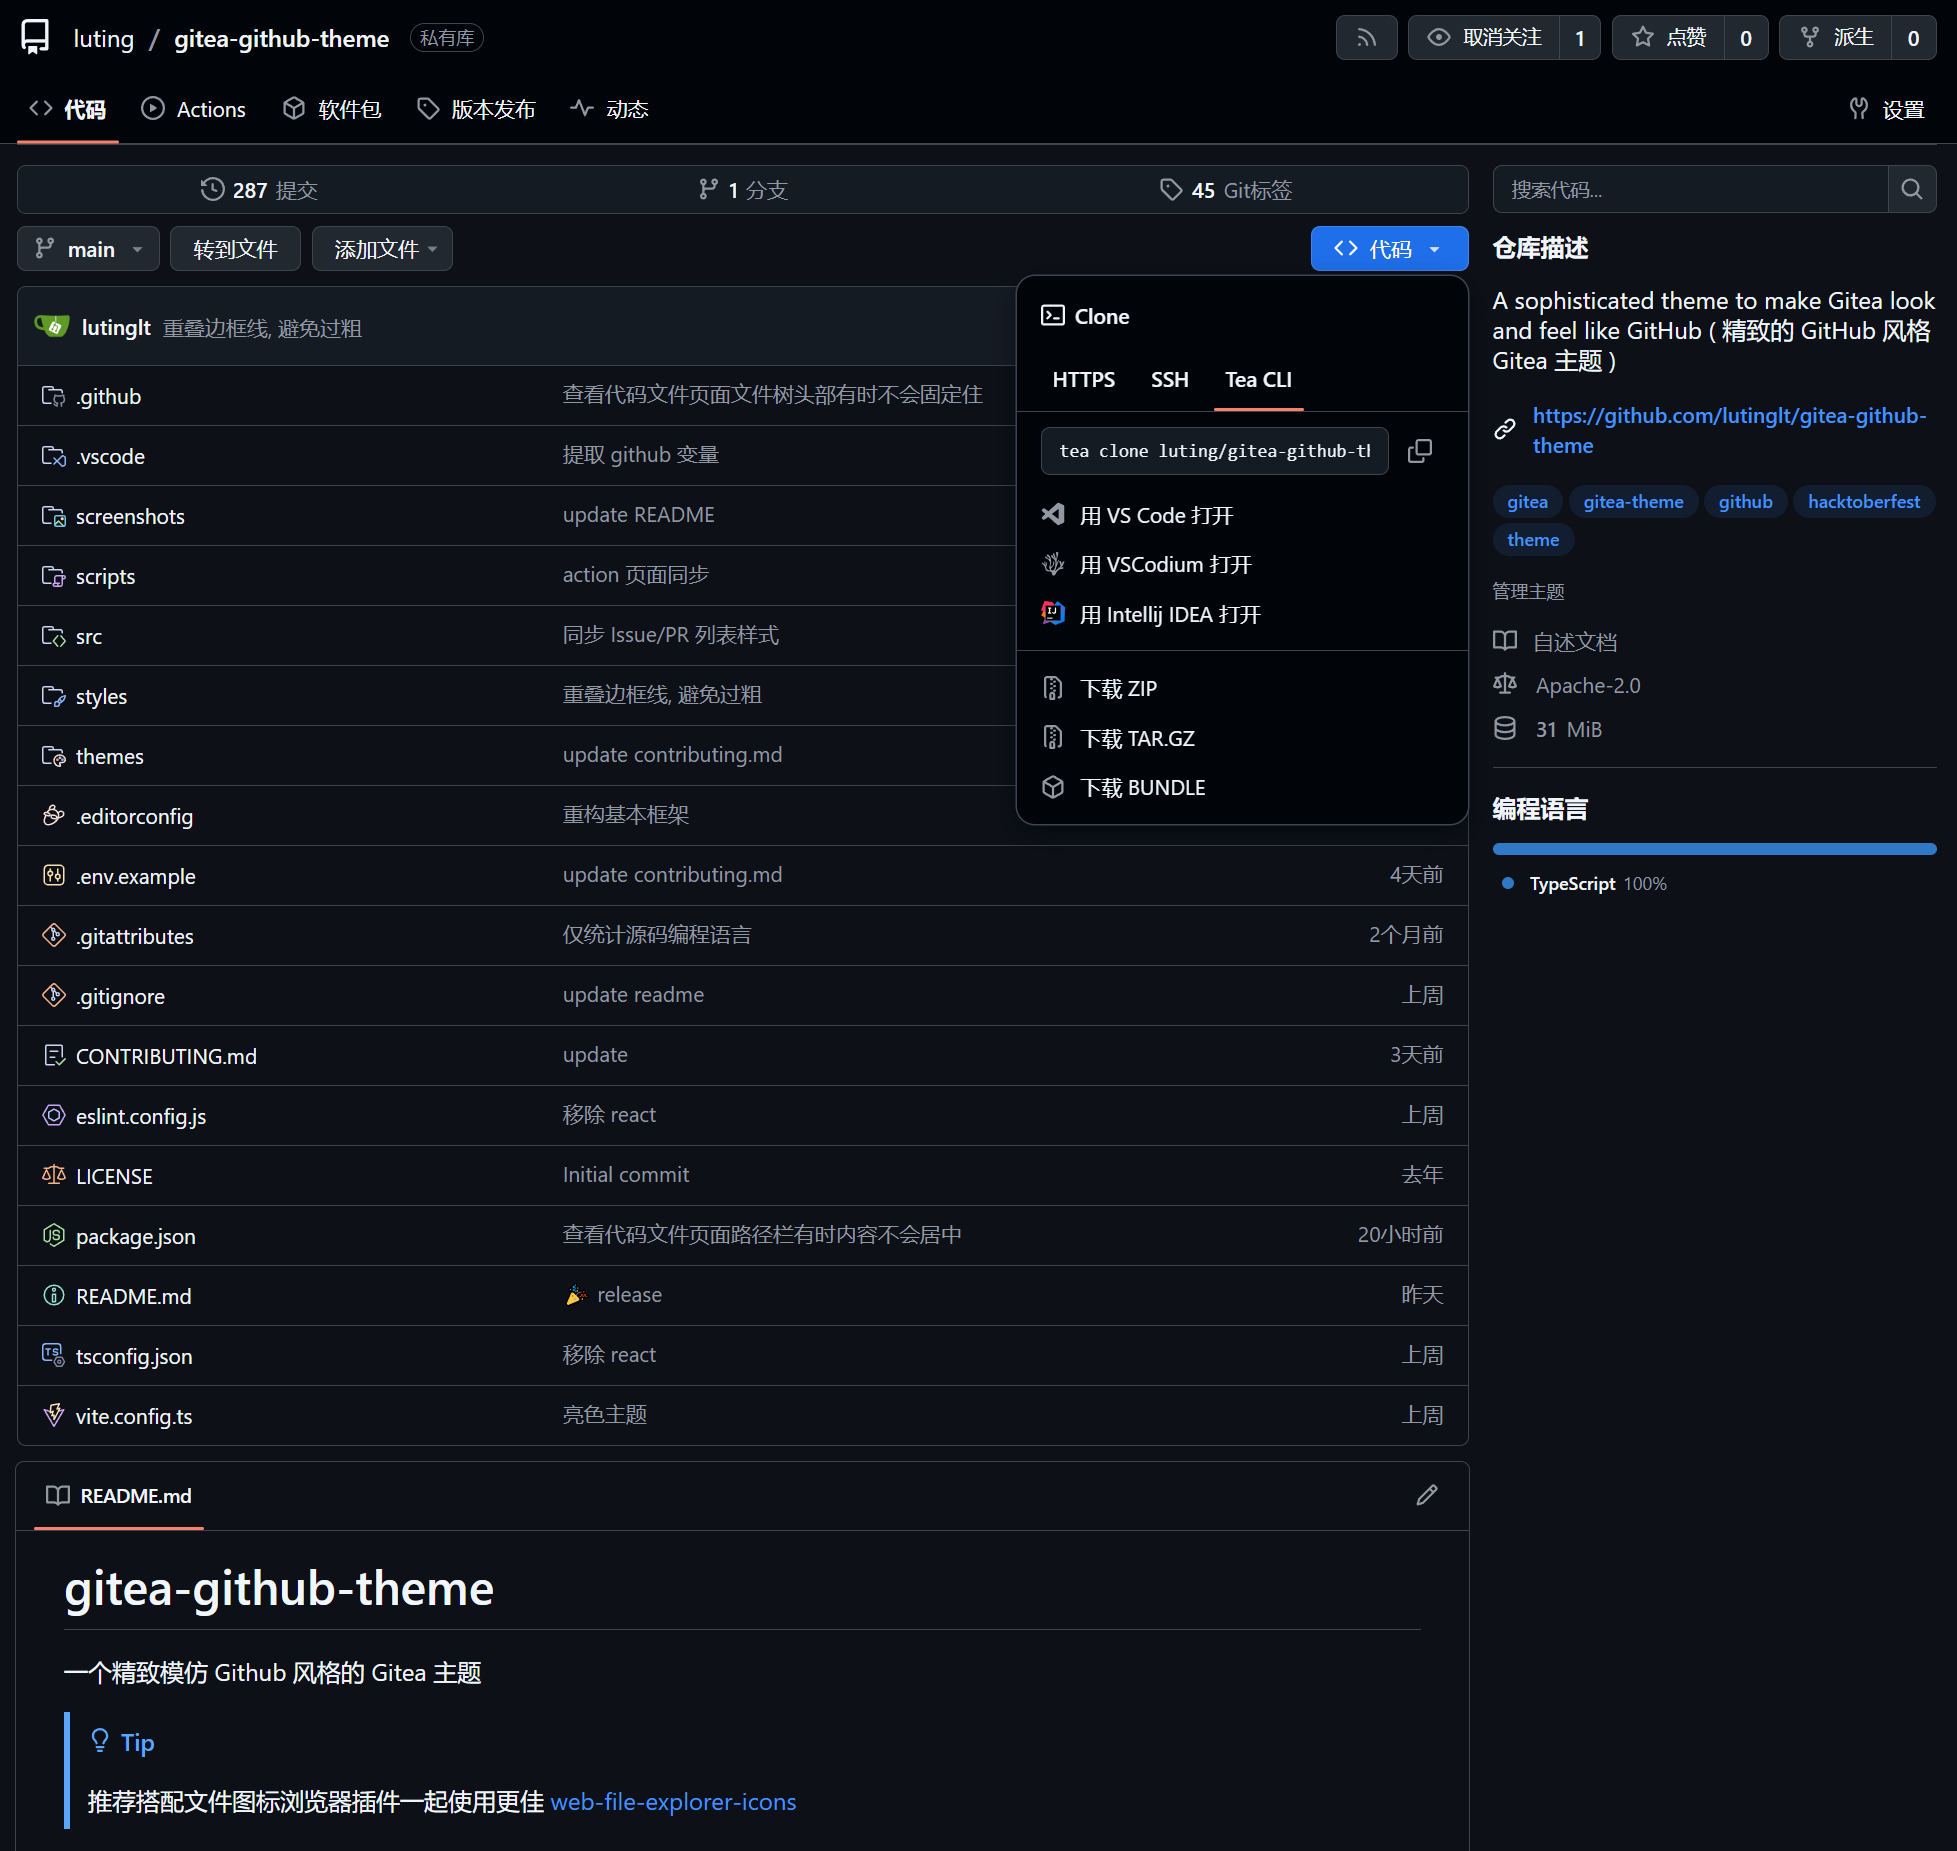 luting / gitea-github-theme 私有库
取消关注 1 点赞 0 派生 0
代码 Actions 软件包 版本发布 动态 设置
287 提交 1 分支 45 Git标签
搜索代码...
main 转到文件 添加文件 代码
lutinglt 重叠边框线, 避免过粗
.github 查看代码文件页面文件树头部有时不会固定住
.vscode 提取 github 变量
screenshots update README
scripts action 页面同步
src 同步 Issue/PR 列表样式
styles 重叠边框线, 避免过粗
themes update contributing.md
.editorconfig 重构基本框架
.env.example update contributing.md 4天前
.gitattributes 仅统计源码编程语言 2个月前
.gitignore update readme 上周
CONTRIBUTING.md update 3天前
eslint.config.js 移除 react 上周
LICENSE Initial commit 去年
package.json 查看代码文件页面路径栏有时内容不会居中 20小时前
README.md 🎉 release 昨天
tsconfig.json 移除 react 上周
vite.config.ts 亮色主题 上周
Clone
HTTPS SSH Tea CLI
tea clone luting/gitea-github-th
用 VS Code 打开
用 VSCodium 打开
用 Intellij IDEA 打开
下载 ZIP
下载 TAR.GZ
下载 BUNDLE
仓库描述
A sophisticated theme to make Gitea look
and feel like GitHub ( 精致的 GitHub 风格
Gitea 主题 )
https://github.com/lutinglt/gitea-github-
theme
gitea gitea-theme github hacktoberfest
theme
管理主题
自述文档
Apache-2.0
31 MiB
编程语言
TypeScript 100%
README.md
gitea-github-theme
一个精致模仿 Github 风格的 Gitea 主题
Tip
推荐搭配文件图标浏览器插件一起使用更佳 web-file-explorer-icons